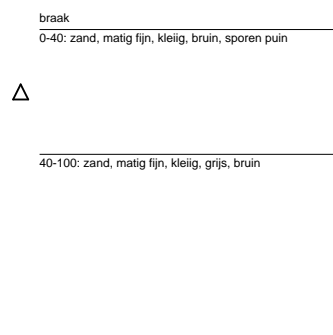 braak
0-40: zand, matig fijn, kleiig, bruin, sporen puin
40-100: zand, matig fijn, kleiig, grijs, bruin